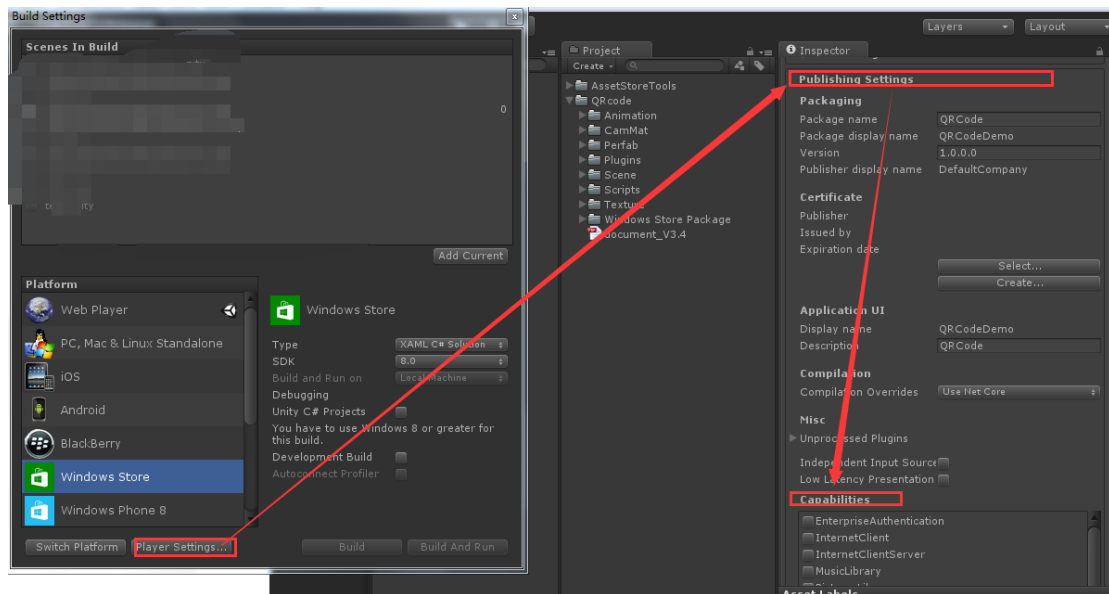 Build Settings
Scenes In Build
0
Add Current
Platform
Web Player
PC, Mac & Linux Standalone
iOS
Android
BlackBerry
Windows Store
Windows Phone 8
Switch Platform
Player Settings...
Windows Store
Type
XAML C# Solution
SDK
8.0
Build and Run on
Local Machine
Debugging
Unity C# Projects
You have to use Windows 8 or greater for
this build.
Development Build
Autoconnect Profiler
Build
Build And Run
Layers
Layout
Project
Create
AssetStoreTools
QRcode
Animation
CamMat
Perfab
Plugins
Scene
Scripts
Texture
Windows Store Package
document_V3.4
Inspector
Publishing Settings
Packaging
Package name QRCode
Package display name QRCodeDemo
Version 1.0.0.0
Publisher display name DefaultCompany
Certificate
Publisher
Issued by
Expiration date
Select...
Create...
Application UI
Display name QRCodeDemo
Description QRCode
Compilation
Compilation Overrides Use Net Core
Misc
Unprocessed Plugins
Independent Input Source
Low Latency Presentation
Capabilities
EnterpriseAuthentication
InternetClient
InternetClientServer
MusicLibrary
Asset Labels